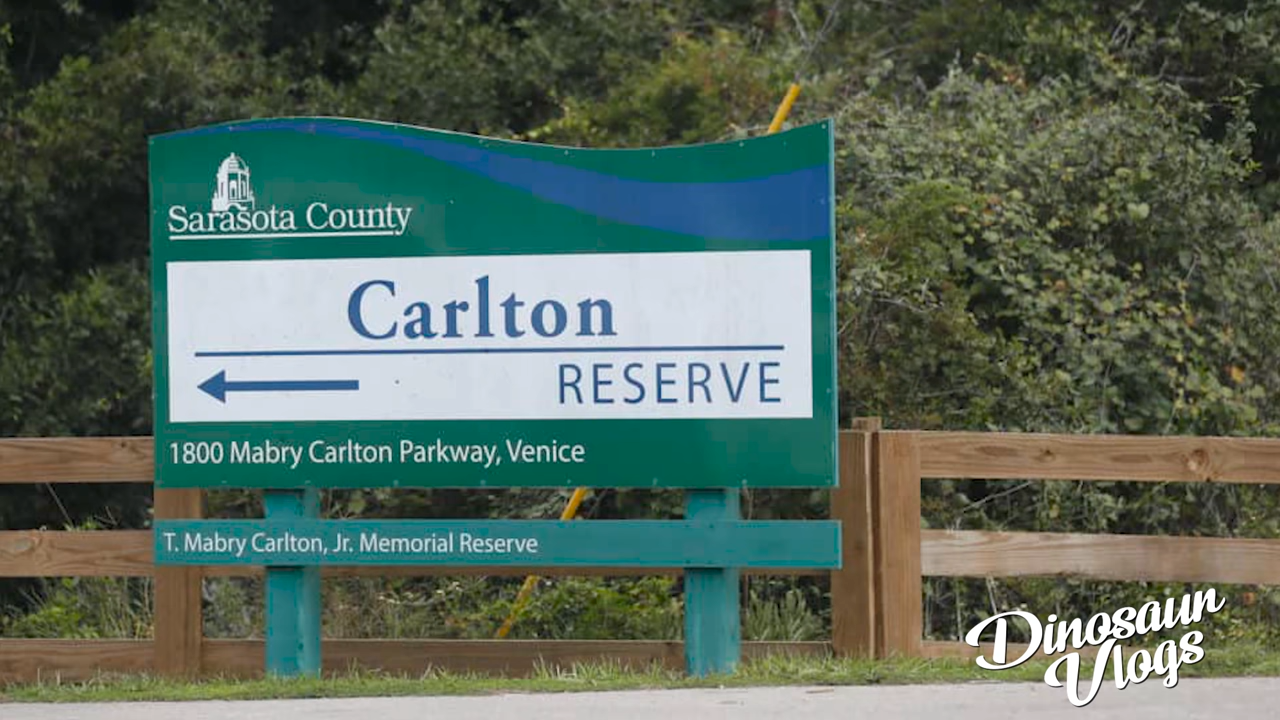 Sarasota County
Carlton
RESERVE
1800 Mabry Carlton Parkway, Venice
T. Mabry Carlton, Jr. Memorial Reserve
Dinosaur
Vlogs